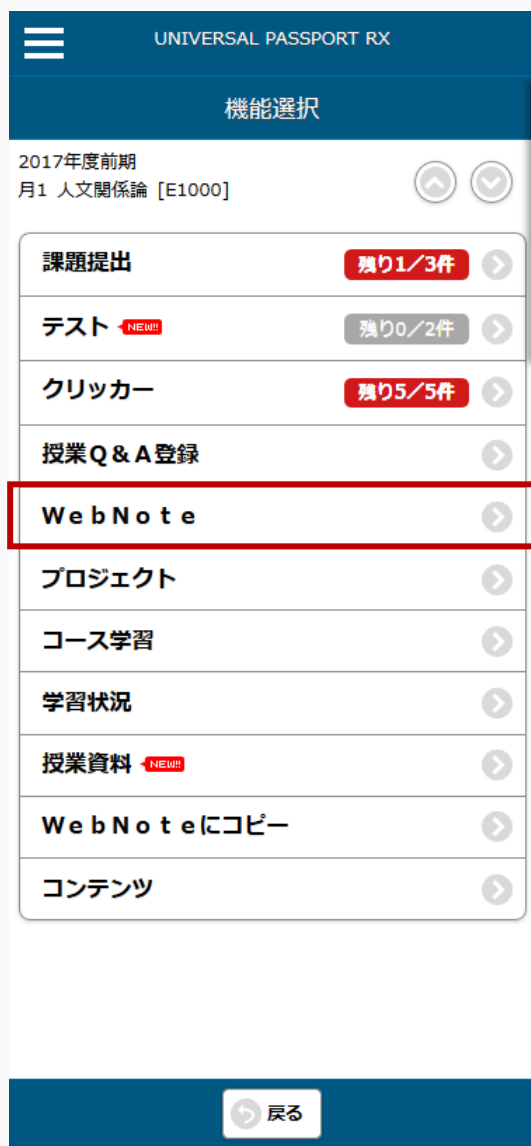 UNIVERSAL PASSPORT RX
機能選択
2017年度前期
月1 人文関係論 [E1000]
課題提出 残り1／3件
テスト NEW!! 残り0／2件
クリッカー 残り5／5件
授業Ｑ＆Ａ登録
ＷｅｂＮｏｔｅ
プロジェクト
コース学習
学習状況
授業資料 NEW!!
ＷｅｂＮｏｔｅにコピー
コンテンツ
戻る